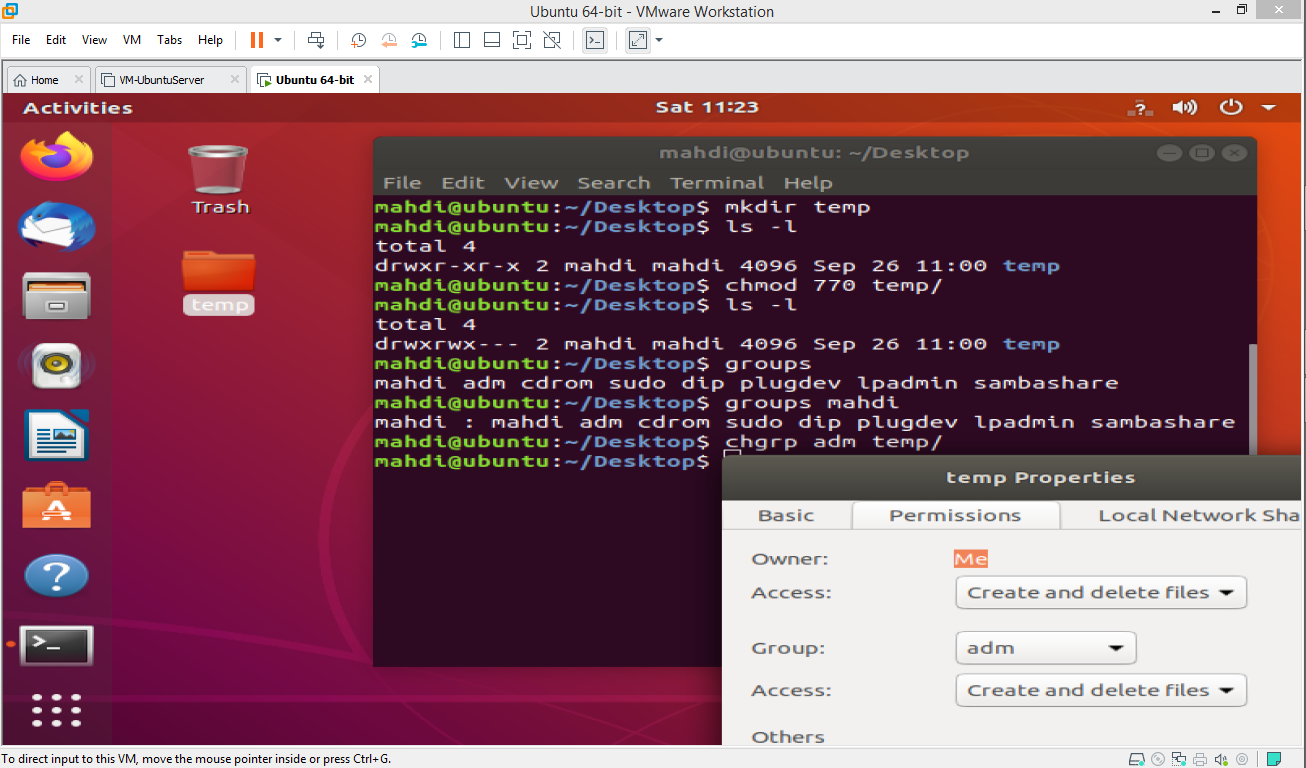 Ubuntu 64-bit - VMware Workstation
File Edit View VM Tabs Help
Home VM-UbuntuServer Ubuntu 64-bit
Activities Sat 11:23
Trash
temp
mahdi@ubuntu: ~/Desktop
File Edit View Search Terminal Help
mahdi@ubuntu:~/Desktop$ mkdir temp
mahdi@ubuntu:~/Desktop$ ls -l
total 4
drwxr-xr-x 2 mahdi mahdi 4096 Sep 26 11:00 temp
mahdi@ubuntu:~/Desktop$ chmod 770 temp/
mahdi@ubuntu:~/Desktop$ ls -l
total 4
drwxrwx--- 2 mahdi mahdi 4096 Sep 26 11:00 temp
mahdi@ubuntu:~/Desktop$ groups
mahdi adm cdrom sudo dip plugdev lpadmin sambashare
mahdi@ubuntu:~/Desktop$ groups mahdi
mahdi : mahdi adm cdrom sudo dip plugdev lpadmin sambashare
mahdi@ubuntu:~/Desktop$ chgrp adm temp/
mahdi@ubuntu:~/Desktop$
temp Properties
Basic Permissions Local Network Sha
Owner: Me
Access: Create and delete files
Group: adm
Access: Create and delete files
Others
To direct input to this VM, move the mouse pointer inside or press Ctrl+G.